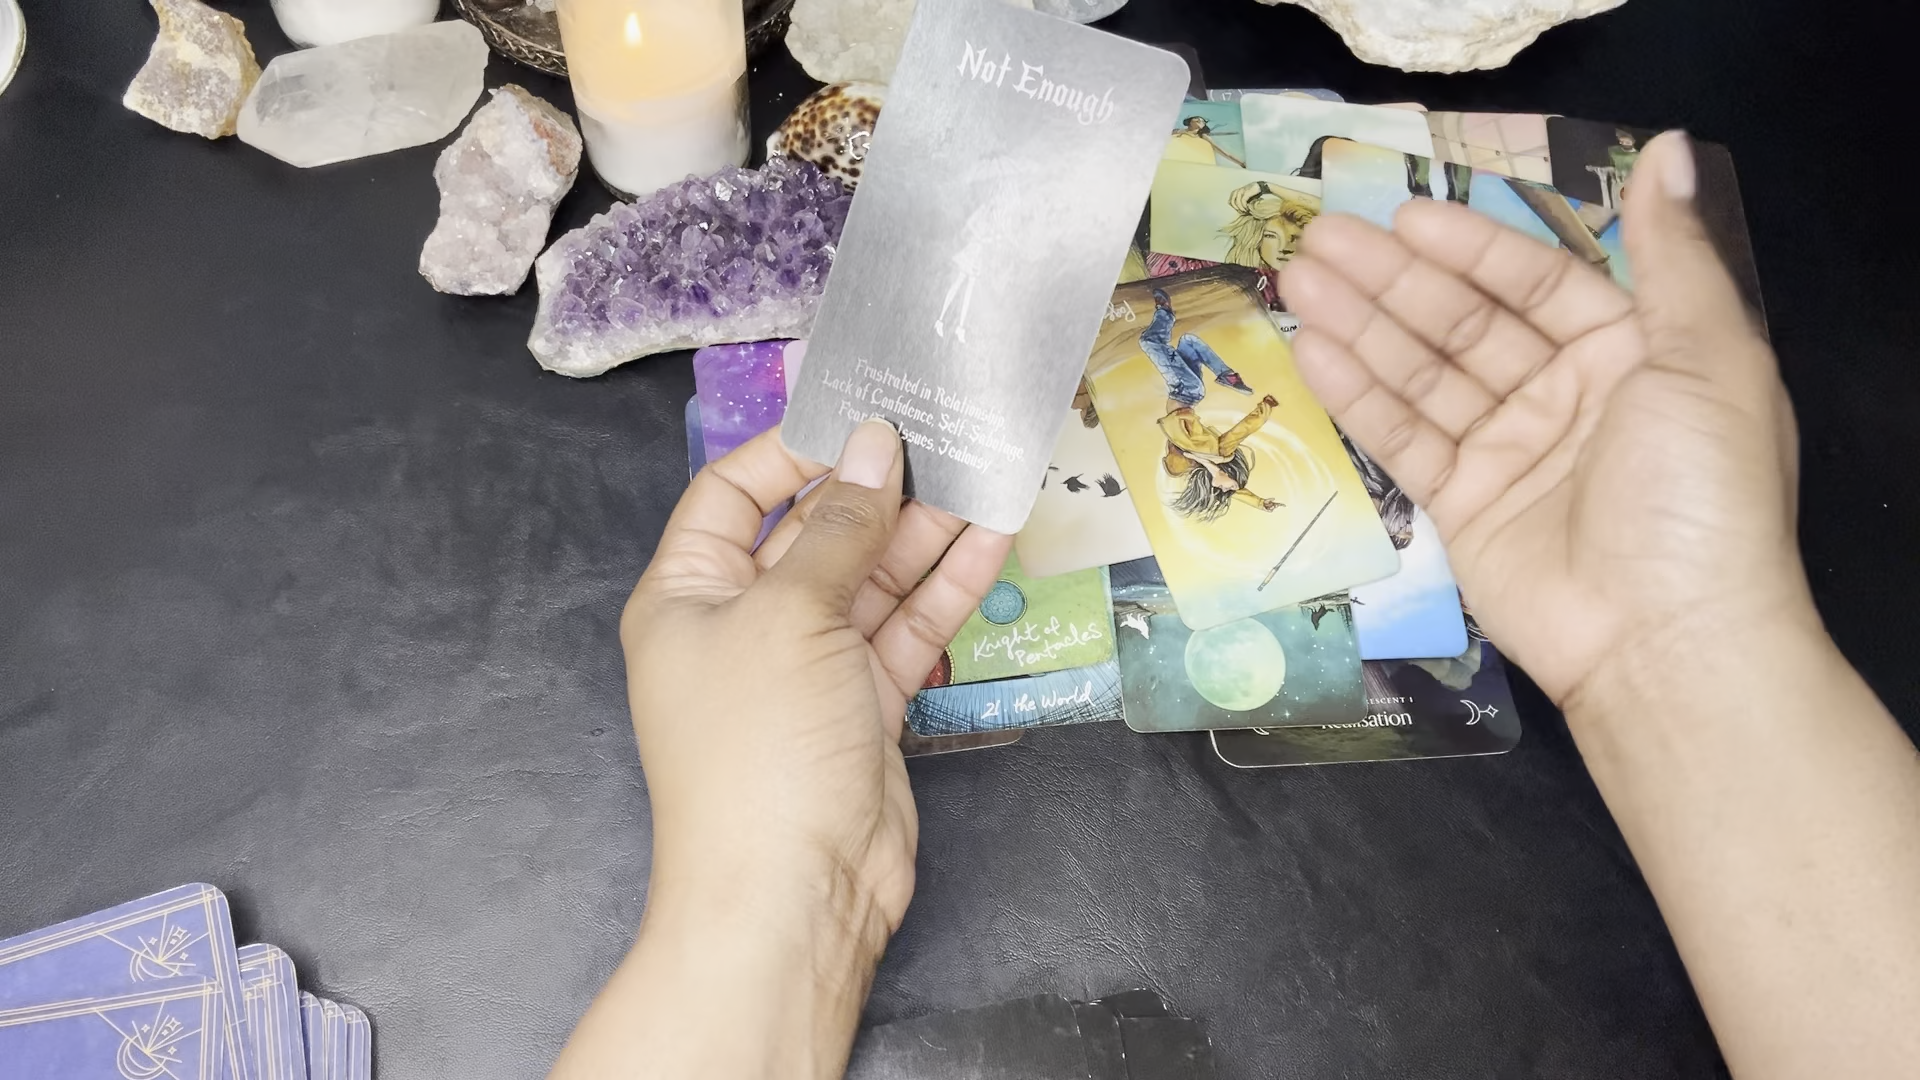 Not Enough
Frustrated in Relationship,
Lack of Confidence, Self-Sabotage,
Issues, Jealousy
0
Knight of
Pentacles
21. the World
Realisation